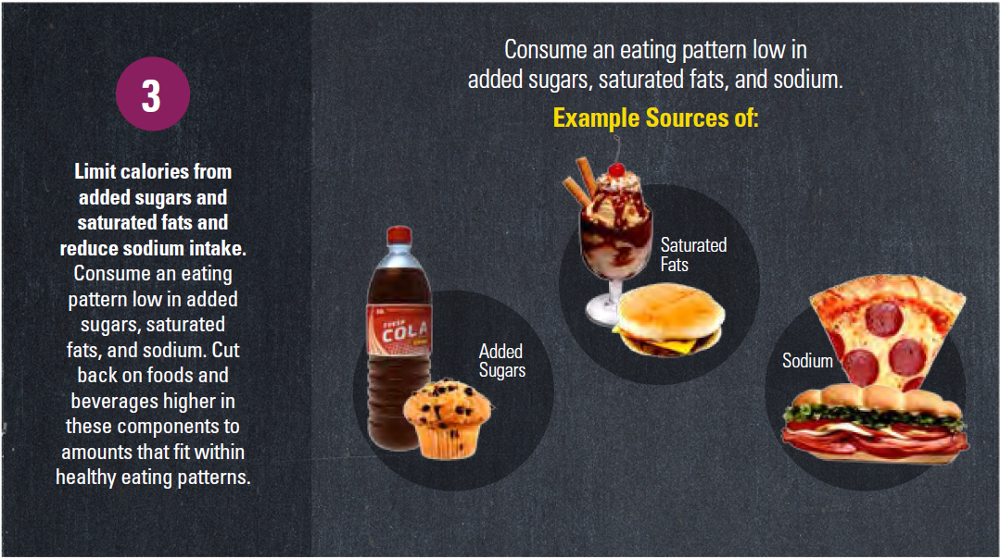 3
Limit calories from
added sugars and
saturated fats and
reduce sodium intake.
Consume an eating
pattern low in added
sugars, saturated
fats, and sodium. Cut
back on foods and
beverages higher in
these components to
amounts that fit within
healthy eating patterns.
Consume an eating pattern low in
added sugars, saturated fats, and sodium.
Example Sources of:
COLA
Added
Sugars
Saturated
Fats
Sodium